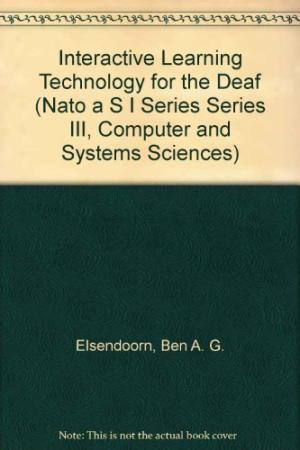 Interactive Learning
Technology for the Deaf
(Nato a S I Series Series
III, Computer and
Systems Sciences)
Elsendoorn, Ben A. G.
Note: This is not the actual book cover